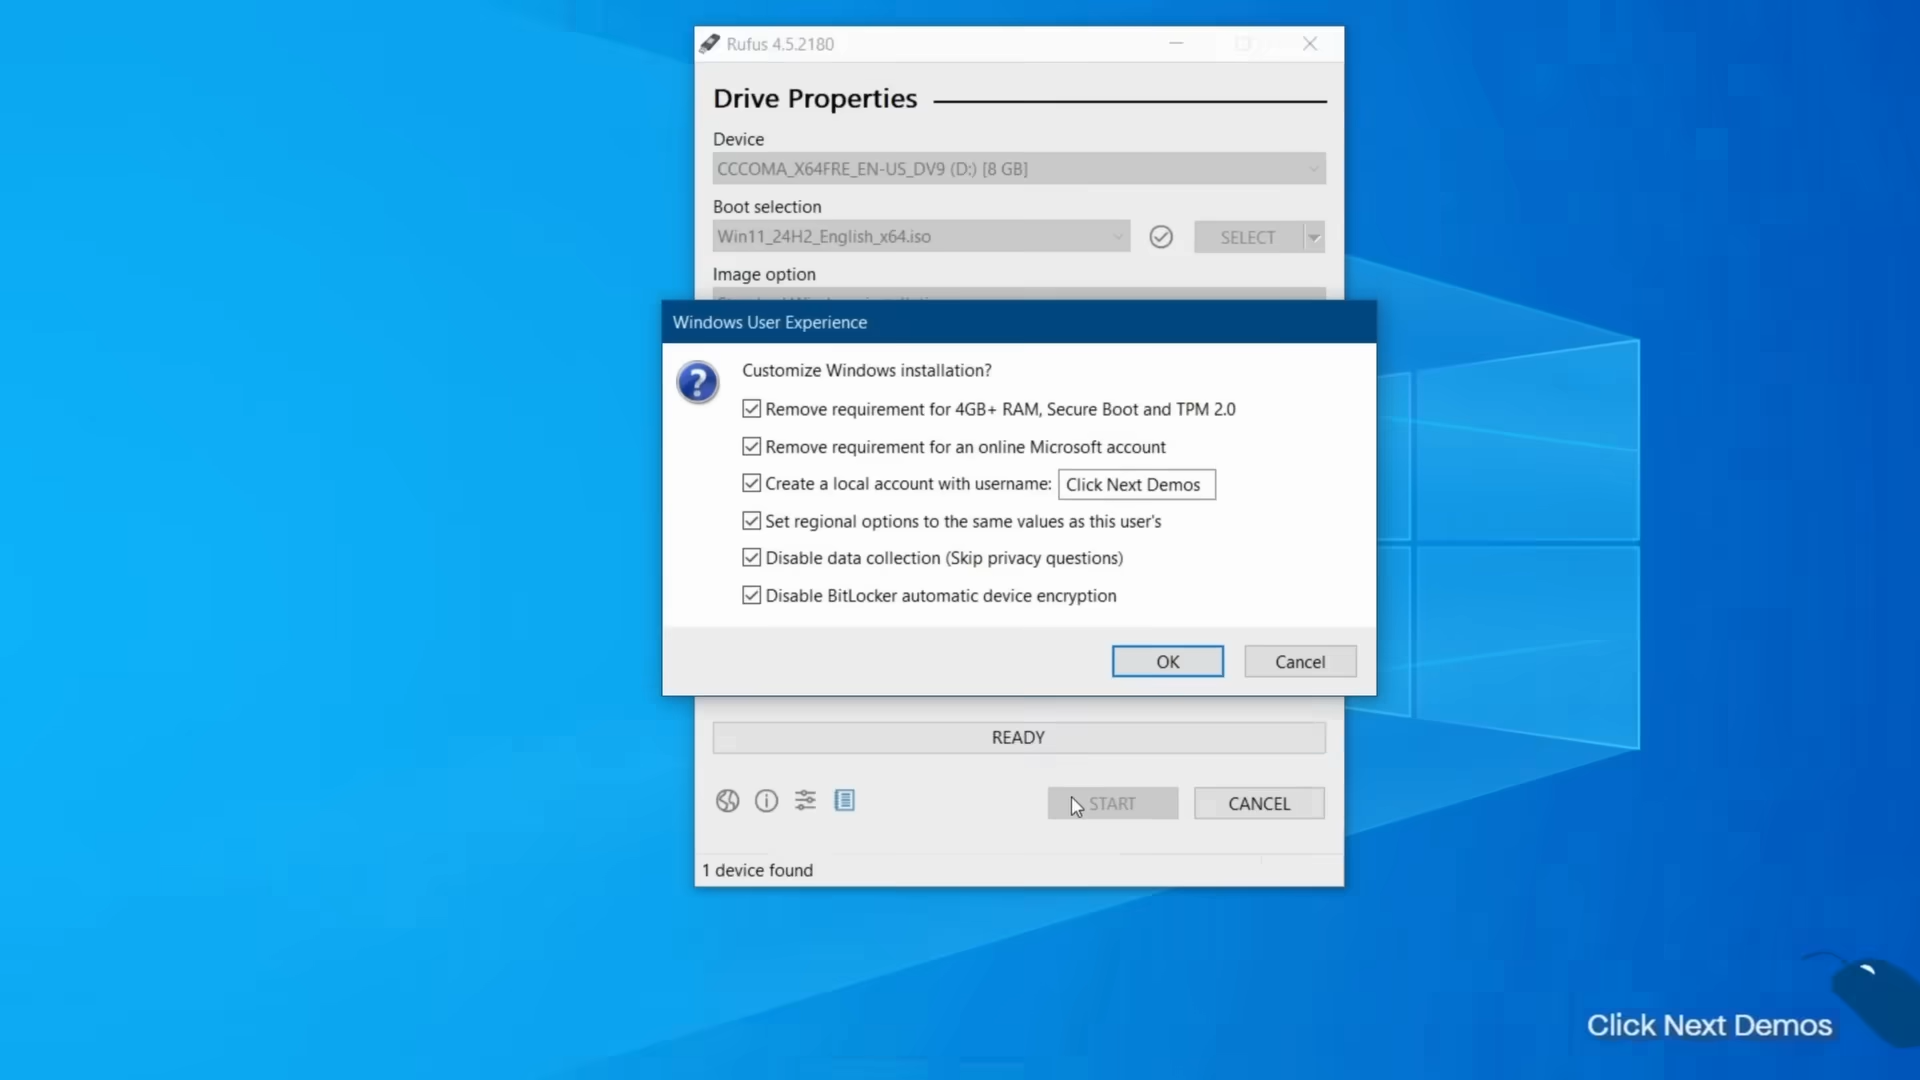 Rufus 4.5.2180
Drive Properties
Device
CCCOMA_X64FRE_EN-US_DV9 (D:) [8 GB]
Boot selection
Win11_24H2_English_x64.iso
SELECT
Image option
Windows User Experience
Customize Windows installation?
Remove requirement for 4GB+ RAM, Secure Boot and TPM 2.0
Remove requirement for an online Microsoft account
Create a local account with username: Click Next Demos
Set regional options to the same values as this user's
Disable data collection (Skip privacy questions)
Disable BitLocker automatic device encryption
OK Cancel
READY
START CANCEL
1 device found
Click Next Demos